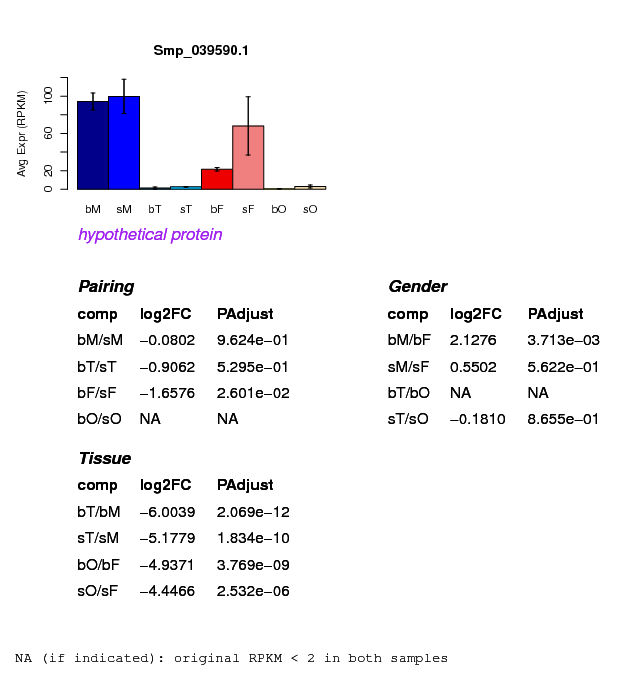 Smp_039590.1
Avg Expr (RPKM)
0 20 60 100
bM sM bT sT bF sF bO sO
hypothetical protein
Pairing
comp log2FC PAdjust
bM/sM −0.0802 9.624e−01
bT/sT −0.9062 5.295e−01
bF/sF −1.6576 2.601e−02
bO/sO NA NA
Gender
comp log2FC PAdjust
bM/bF 2.1276 3.713e−03
sM/sF 0.5502 5.622e−01
bT/bO NA NA
sT/sO −0.1810 8.655e−01
Tissue
comp log2FC PAdjust
bT/bM −6.0039 2.069e−12
sT/sM −5.1779 1.834e−10
bO/bF −4.9371 3.769e−09
sO/sF −4.4466 2.532e−06
NA (if indicated): original RPKM < 2 in both samples